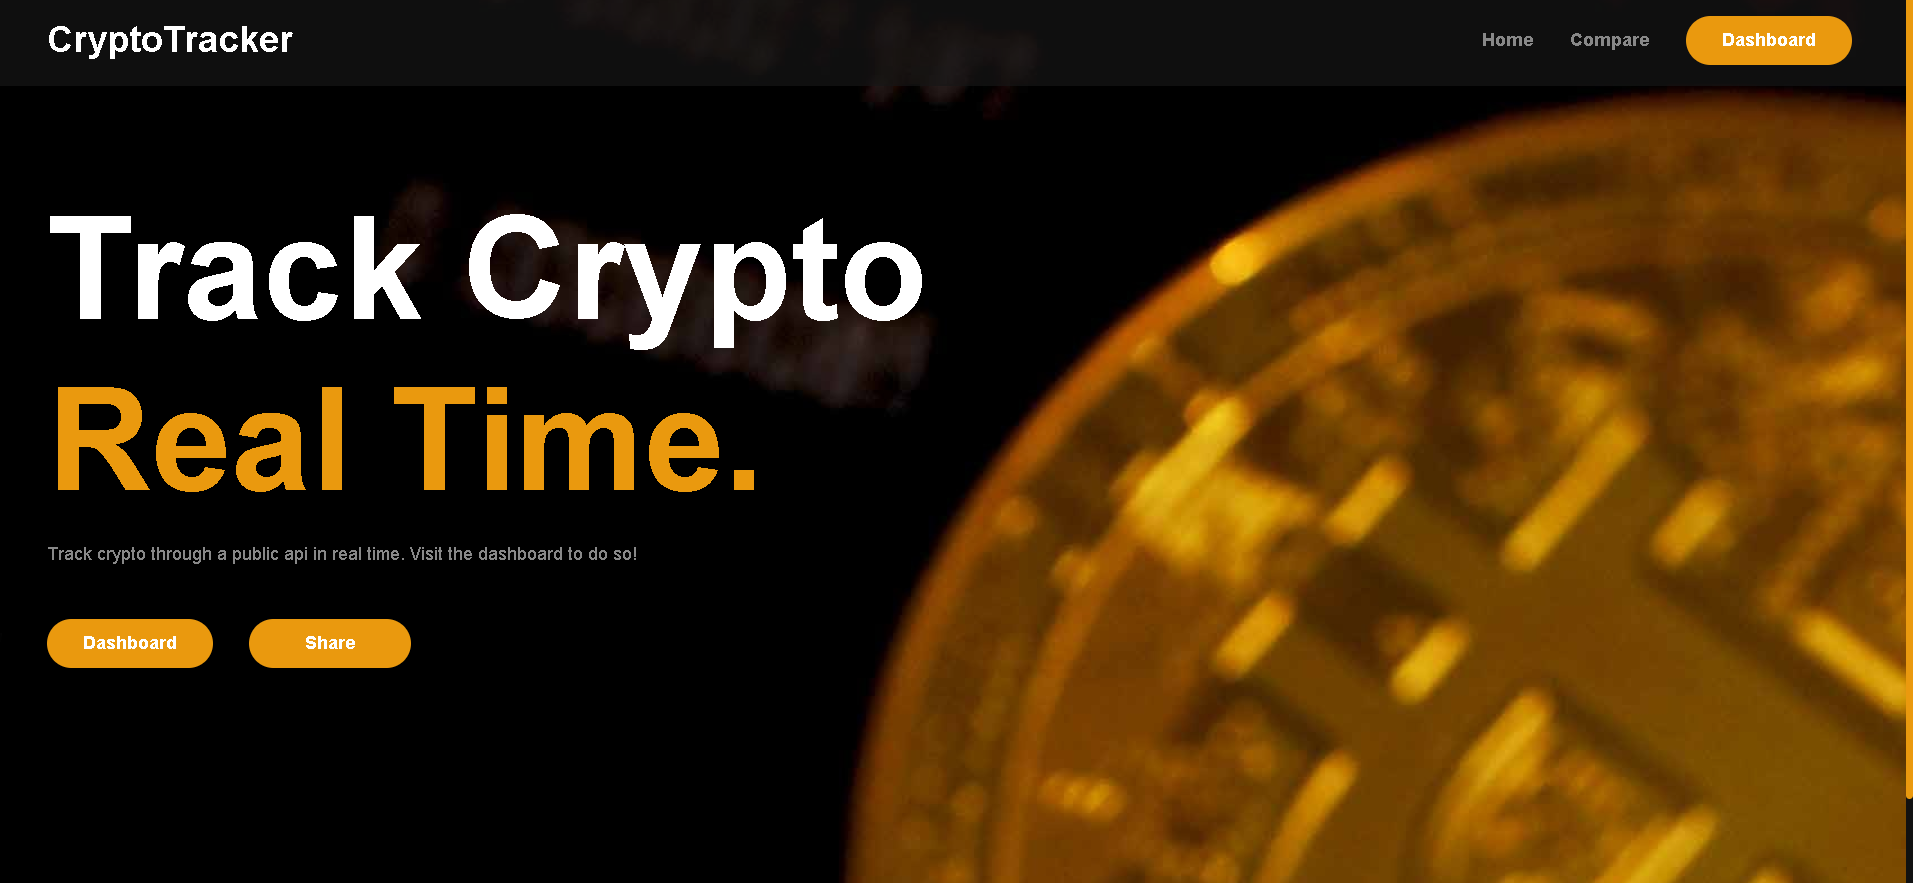 CryptoTracker
Home Compare Dashboard
Track Crypto
Real Time.
Track crypto through a public api in real time. Visit the dashboard to do so!
Dashboard Share